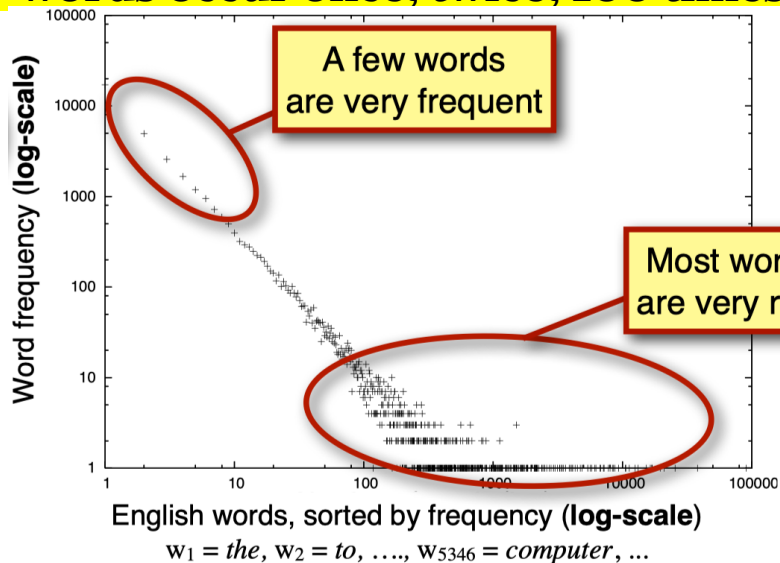 A few words
are very frequent
Most
are very
Word frequency (log-scale)
100000
10000
1000
100
10
1
1 10 100 1000 10000 100000
English words, sorted by frequency (log-scale)
w1 = the, w2 = to, …., w5346 = computer, ...